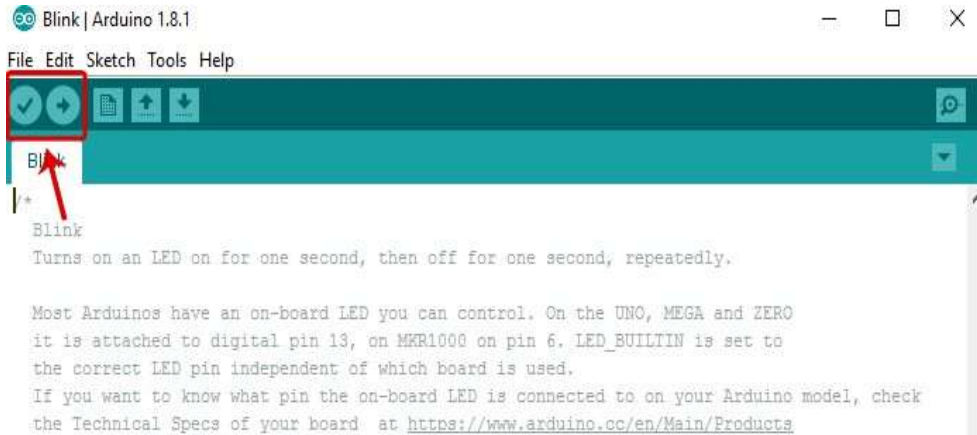 Blink | Arduino 1.8.1
File Edit Sketch Tools Help
Blink
/*
Blink
Turns on an LED on for one second, then off for one second, repeatedly.
Most Arduinos have an on-board LED you can control. On the UNO, MEGA and ZERO
it is attached to digital pin 13, on MKR1000 on pin 6. LED_BUILTIN is set to
the correct LED pin independent of which board is used.
If you want to know what pin the on-board LED is connected to on your Arduino model, check
the Technical Specs of your board at https://www.arduino.cc/en/Main/Products